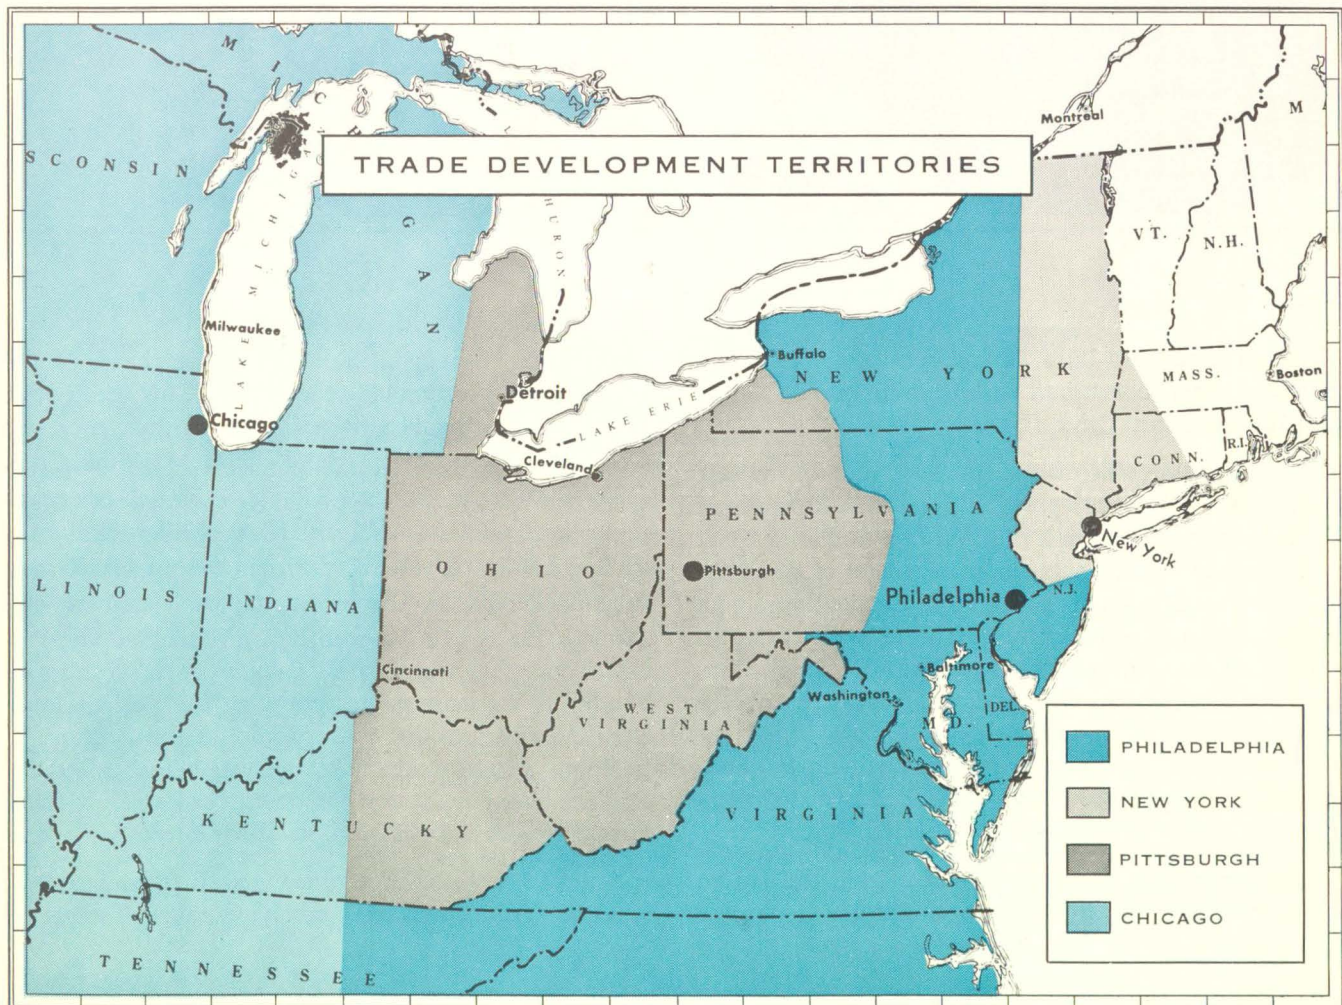 TRADE DEVELOPMENT TERRITORIES
MICHIGAN
SCONSIN
LAKE MICHIGAN
HURON
Montreal
M
VT.
N.H.
Milwaukee
Chicago
Detroit
LAKE ERIE
Buffalo
NEW YORK
MASS.
Boston
Cleveland
CONN.
R.I.
PENNSYLVANIA
New York
OHIO
Pittsburgh
Philadelphia
N.J.
LINOIS
INDIANA
Cincinnati
Baltimore
Washington
WEST
VIRGINIA
MD.
DEL.
KENTUCKY
VIRGINIA
TENNESSEE
PHILADELPHIA
NEW YORK
PITTSBURGH
CHICAGO